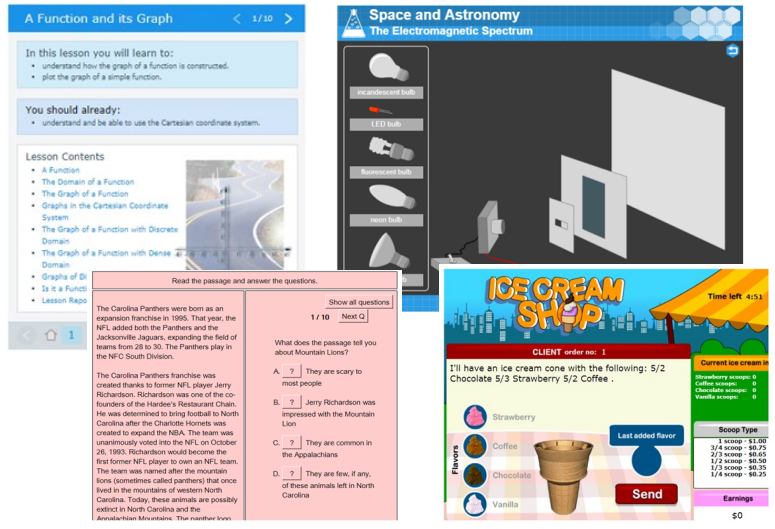 A Function and its Graph
1/10
In this lesson you will learn to:
understand how the graph of a function is constructed.
plot the graph of a simple function.
You should already:
understand and be able to use the Cartesian coordinate system.
Lesson Contents
A Function
The Domain of a Function
The Graph of a Function
Graphs in the Cartesian Coordinate
System
The Graph of a Function with Discrete
Domain
The Graph of a Function with Dense
Domain
Graphs of Di
Is it a Functi
Lesson Repo
1
Space and Astronomy
The Electromagnetic Spectrum
incandescent bulb
LED bulb
fluorescent bulb
neon bulb
Read the passage and answer the questions.
The Carolina Panthers were born as an
expansion franchise in 1995. That year, the
NFL added both the Panthers and the
Jacksonville Jaguars, expanding the field of
teams from 28 to 30. The Panthers play in
the NFC South Division.
The Carolina Panthers franchise was
created thanks to former NFL player Jerry
Richardson. Richardson was one of the co-
founders of the Hardee's Restaurant Chain.
He was determined to bring football to North
Carolina after the Charlotte Hornets was
created to expand the NBA. The team was
unanimously voted into the NFL on October
26, 1993. Richardson would become the
first former NFL player to own an NFL team.
The team was named after the mountain
lions (sometimes called panthers) that once
lived in the mountains of western North
Carolina. Today, these animals are possibly
extinct in North Carolina and the
Appalachian Mountains. The panther logo
Show all questions
1 / 10 Next Q
What does the passage tell you
about Mountain Lions?
A. ? They are scary to
most people
B. ? Jerry Richardson was
impressed with the Mountain
Lion
C. ? They are common in
the Appalachians
D. ? They are few, if any,
of these animals left in North
Carolina
ICE CREAM
SHOP
Time left 4:51
CLIENT order no: 1
I'll have an ice cream cone with the following: 5/2
Chocolate 5/3 Strawberry 5/2 Coffee .
Flavors
Strawberry
Coffee
Chocolate
Vanilla
Last added flavor
Send
Current ice cream in
Strawberry scoops: 0
Coffee scoops: 0
Chocolate scoops: 0
Vanilla scoops: 0
Scoop Type
1 scoop - $1.00
3/4 scoop - $0.75
2/3 scoop - $0.65
1/2 scoop - $0.50
1/3 scoop - $0.35
1/4 scoop - $0.25
Earnings
$0